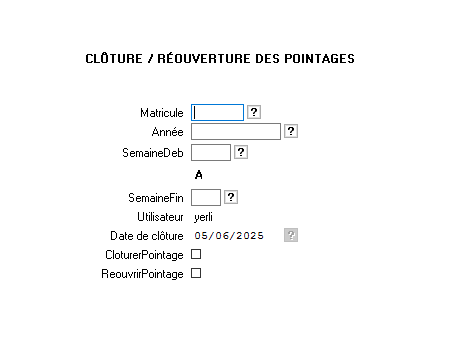 CLÔTURE / RÉOUVERTURE DES POINTAGES
Matricule ?
Année ?
SemaineDeb ?
A
SemaineFin ?
Utilisateur yerli
Date de clôture 05/06/2025 ?
CloturerPointage
ReouvrirPointage